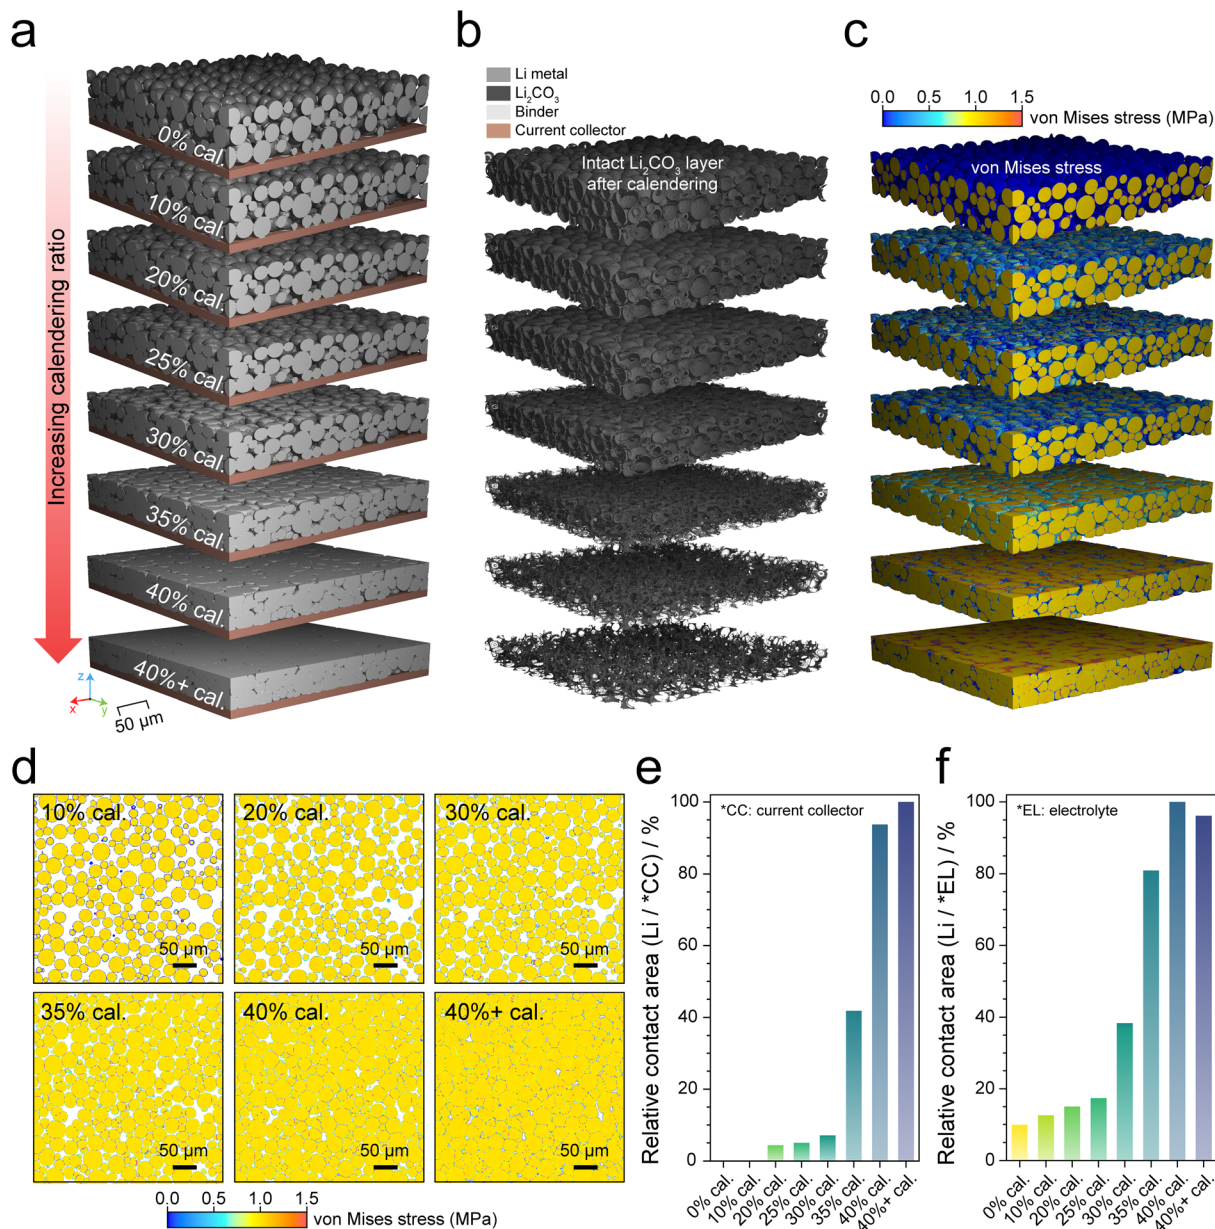 a
Increasing calendering ratio
0% cal.
10% cal.
20% cal.
25% cal.
30% cal.
35% cal.
40% cal.
40%+ cal.
z
x
y
50 μm
b
Li metal
Li₂CO₃
Binder
Current collector
Intact Li₂CO₃ layer
after calendering
c
0.0 0.5 1.0 1.5
von Mises stress (MPa)
von Mises stress
d
10% cal.
50 μm
20% cal.
50 μm
30% cal.
50 μm
35% cal.
50 μm
40% cal.
50 μm
40%+ cal.
50 μm
0.0 0.5 1.0 1.5
von Mises stress (MPa)
e
Relative contact area (Li / *CC) / %
100
80
60
40
20
0
*CC: current collector
0% cal.
10% cal.
20% cal.
25% cal.
30% cal.
35% cal.
40% cal.
40%+ cal.
f
Relative contact area (Li / *EL) / %
100
80
60
40
20
0
*EL: electrolyte
0% cal.
10% cal.
20% cal.
25% cal.
30% cal.
35% cal.
40% cal.
40%+ cal.